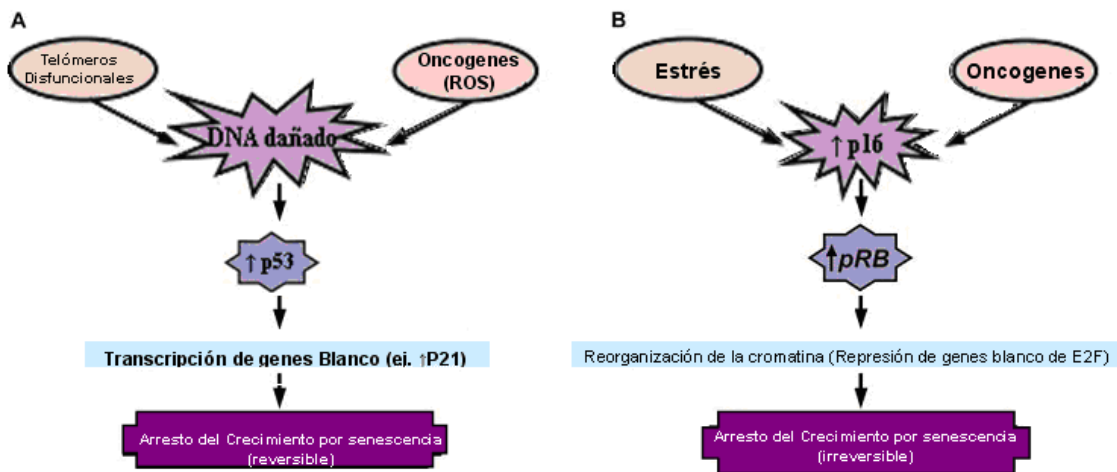 A
Telómeros
Disfuncionales
Oncogenes
(ROS)
DNA dañado
↑ p53
Transcripción de genes Blanco (ej. ↑P21)
Arresto del Crecimiento por senescencia
(reversible)
B
Estrés
Oncogenes
↑ p16
↑pRB
Reorganización de la cromatina (Represión de genes blanco de E2F)
Arresto del Crecimiento por senescencia
(irreversible)